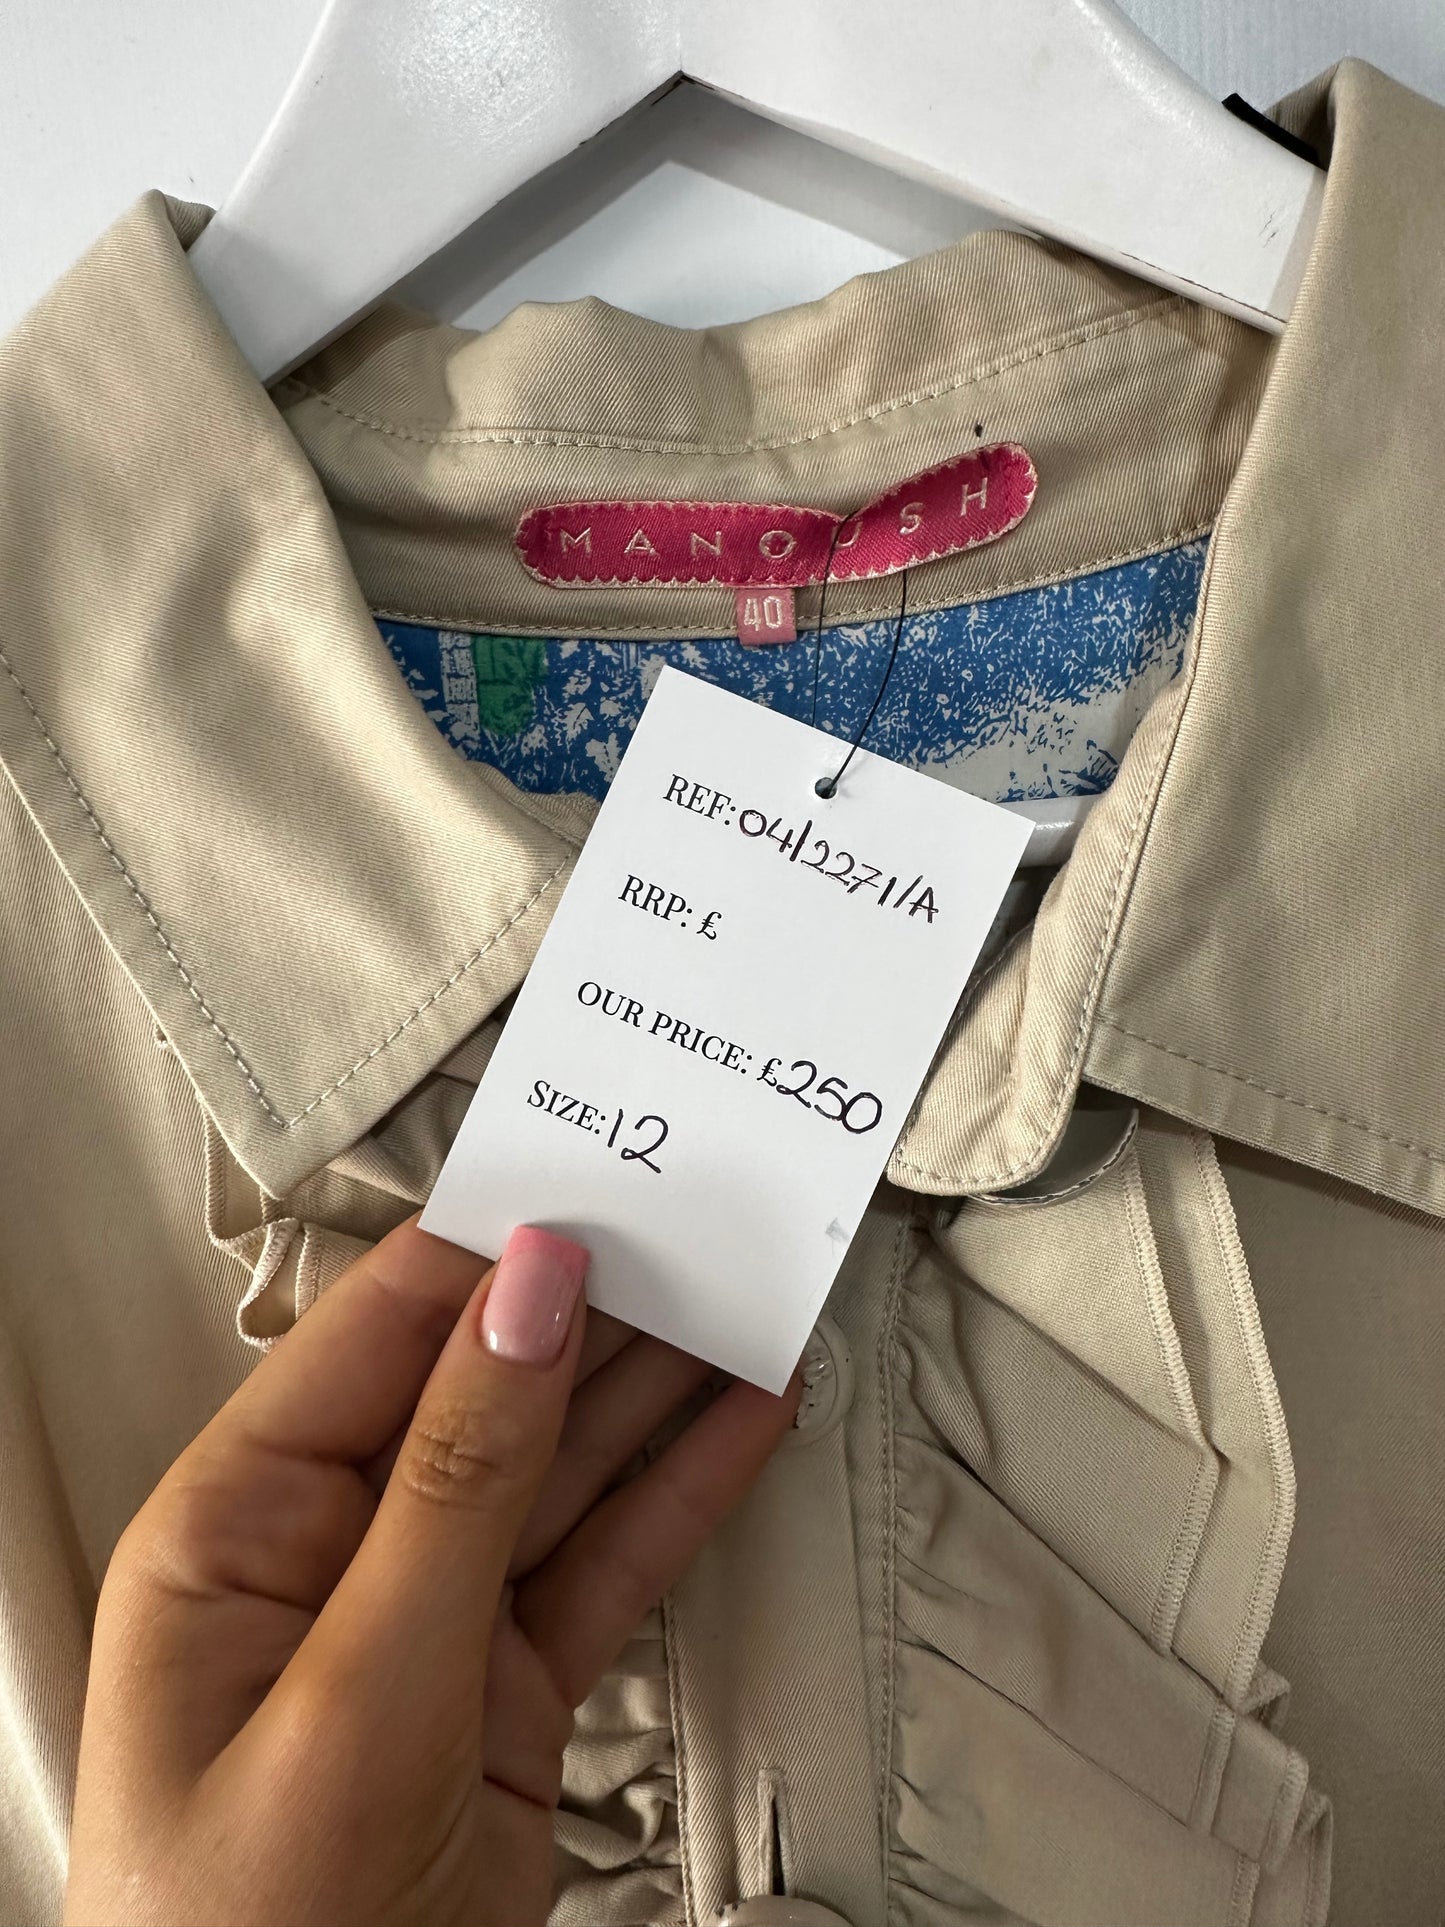 MANOUSH
40
REF: 04/2271/A
RRP: £
OUR PRICE: £250
SIZE: 12